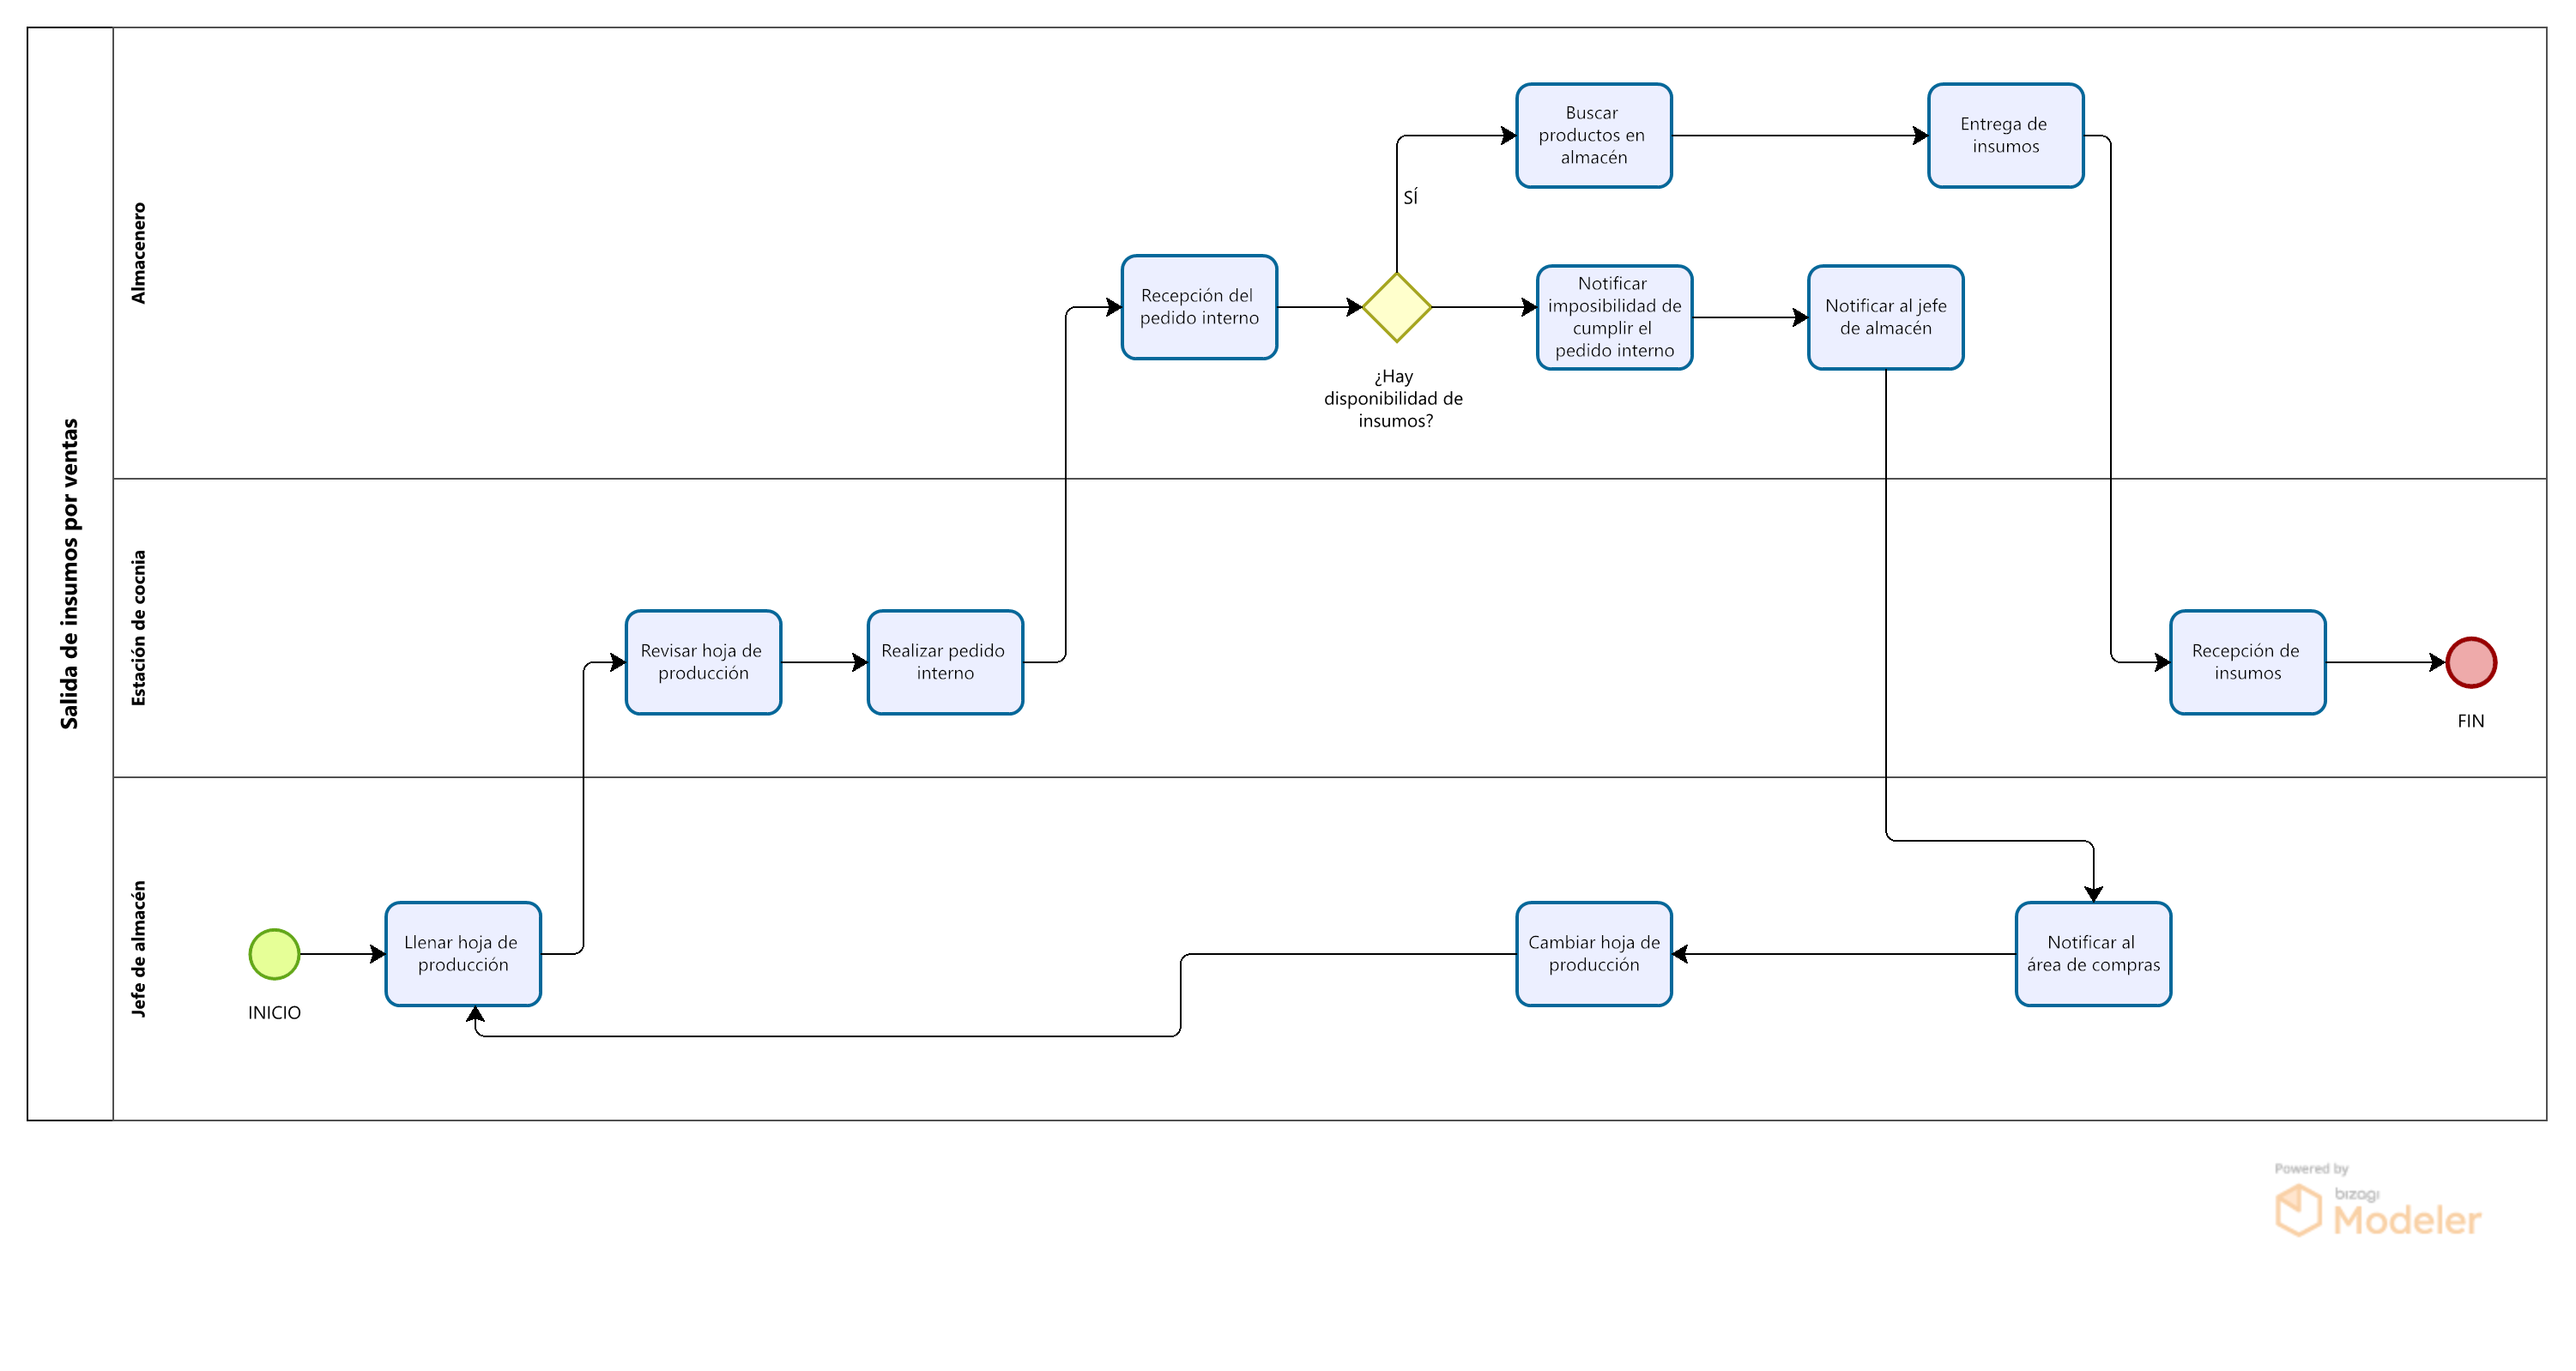 Salida de insumos por ventas
Almacenero
Buscar
productos en
almacén
Entrega de
insumos
SÍ
Recepción del
pedido interno
¿Hay
disponibilidad de
insumos?
Notificar
imposibilidad de
cumplir el
pedido interno
Notificar al jefe
de almacén
Estación de cocnia
Revisar hoja de
producción
Realizar pedido
interno
Recepción de
insumos
FIN
Jefe de almacén
INICIO
Llenar hoja de
producción
Cambiar hoja de
producción
Notificar al
área de compras
Powered by
bizagi
Modeler